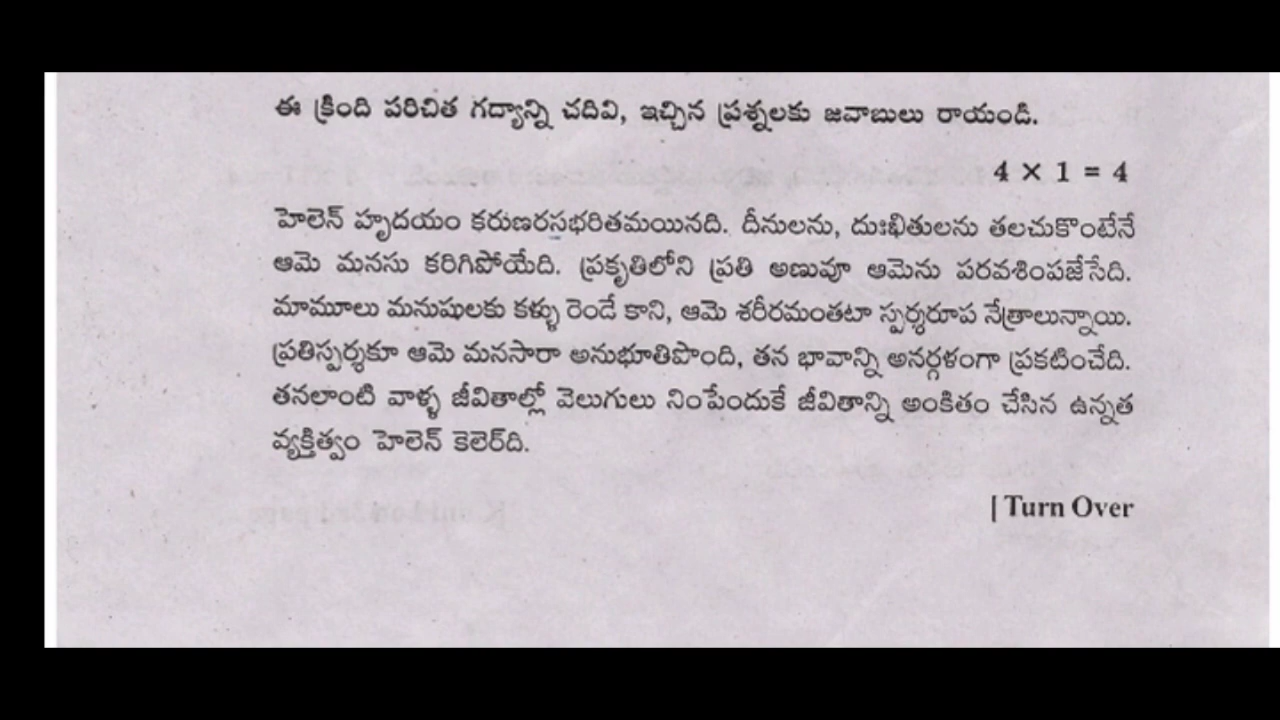 ఈ క్రింది పరిచిత గద్యాన్ని చదివి, ఇచ్చిన ప్రశ్నలకు జవాబులు రాయండి.
4 × 1 = 4
హెలెన్ హృదయం కరుణరసభరితమయినది. దీనులను, దుఃఖితులను తలచుకొంటేనే
ఆమె మనసు కరిగిపోయేది. ప్రకృతిలోని ప్రతి అణువూ ఆమెను పరవశింపజేసేది.
మామూలు మనుషులకు కళ్ళు రెండే కాని, ఆమె శరీరమంతటా స్పర్శరూప నేత్రాలున్నాయి.
ప్రతిస్పర్శకూ ఆమె మనసారా అనుభూతిపొంది, తన భావాన్ని అనర్గళంగా ప్రకటించేది.
తనలాంటి వాళ్ళ జీవితాల్లో వెలుగులు నింపేందుకే జీవితాన్ని అంకితం చేసిన ఉన్నత
వ్యక్తిత్వం హెలెన్ కెలెర్‌ది.
| Turn Over